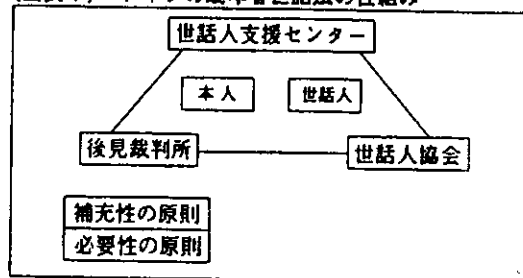 世話人支援センター
本人 世話人
後見裁判所 世話人協会
補充性の原則
必要性の原則